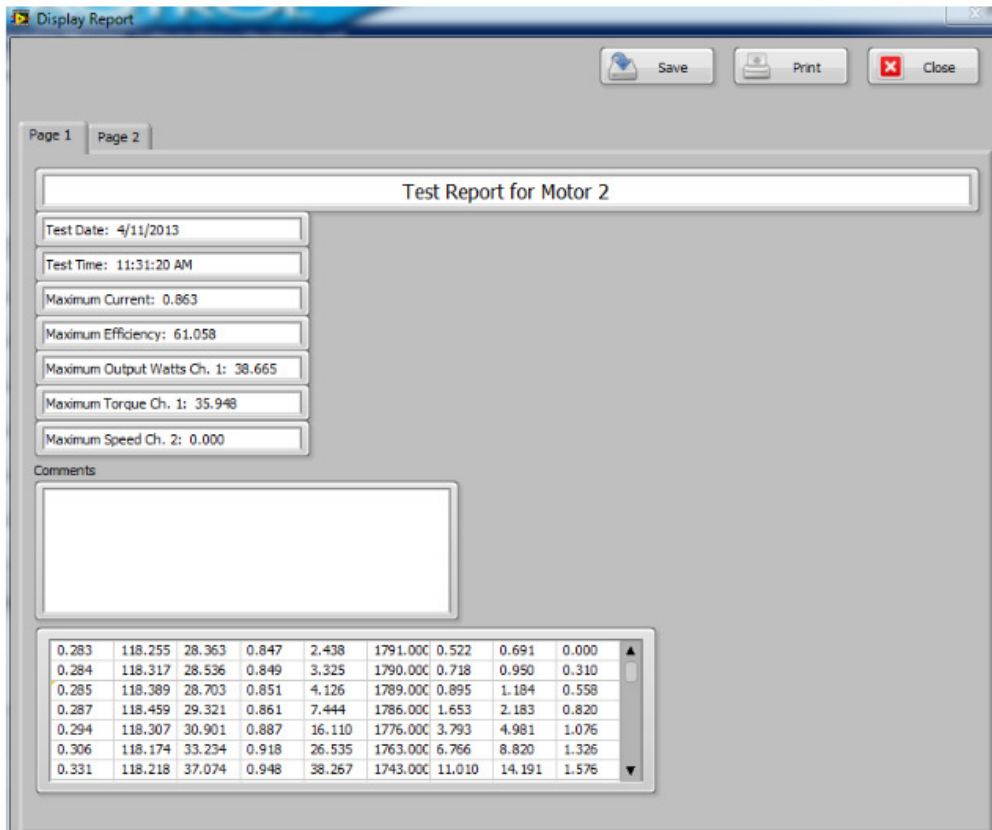 Display Report
Save Print Close
Page 1 Page 2
Test Report for Motor 2
Test Date: 4/11/2013
Test Time: 11:31:20 AM
Maximum Current: 0.863
Maximum Efficiency: 61.058
Maximum Output Watts Ch. 1: 38.665
Maximum Torque Ch. 1: 35.948
Maximum Speed Ch. 2: 0.000
Comments
0.283 118.255 28.363 0.847 2.438 1791.000 0.522 0.691 0.000
0.284 118.317 28.536 0.849 3.325 1790.000 0.718 0.950 0.310
0.285 118.389 28.703 0.851 4.126 1789.000 0.895 1.184 0.558
0.287 118.459 29.321 0.861 7.444 1786.000 1.653 2.183 0.820
0.294 118.307 30.901 0.887 16.110 1776.000 3.793 4.981 1.076
0.306 118.174 33.234 0.918 26.535 1763.000 6.766 8.820 1.326
0.331 118.218 37.074 0.948 38.267 1743.000 11.010 14.191 1.576